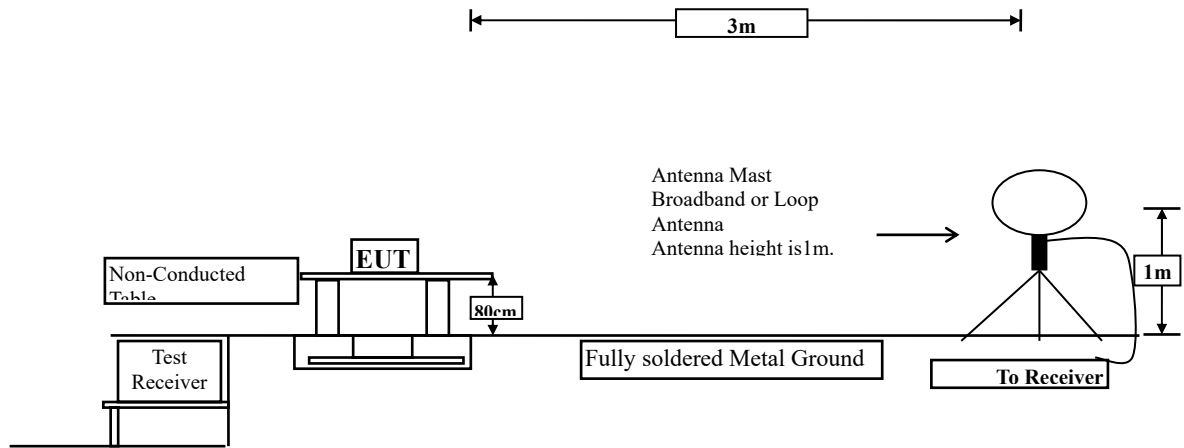 3m
Antenna Mast
Broadband or Loop
Antenna
Antenna height is1m.
EUT
Non-Conducted
Table
80cm
1m
Test
Receiver
Fully soldered Metal Ground
To Receiver